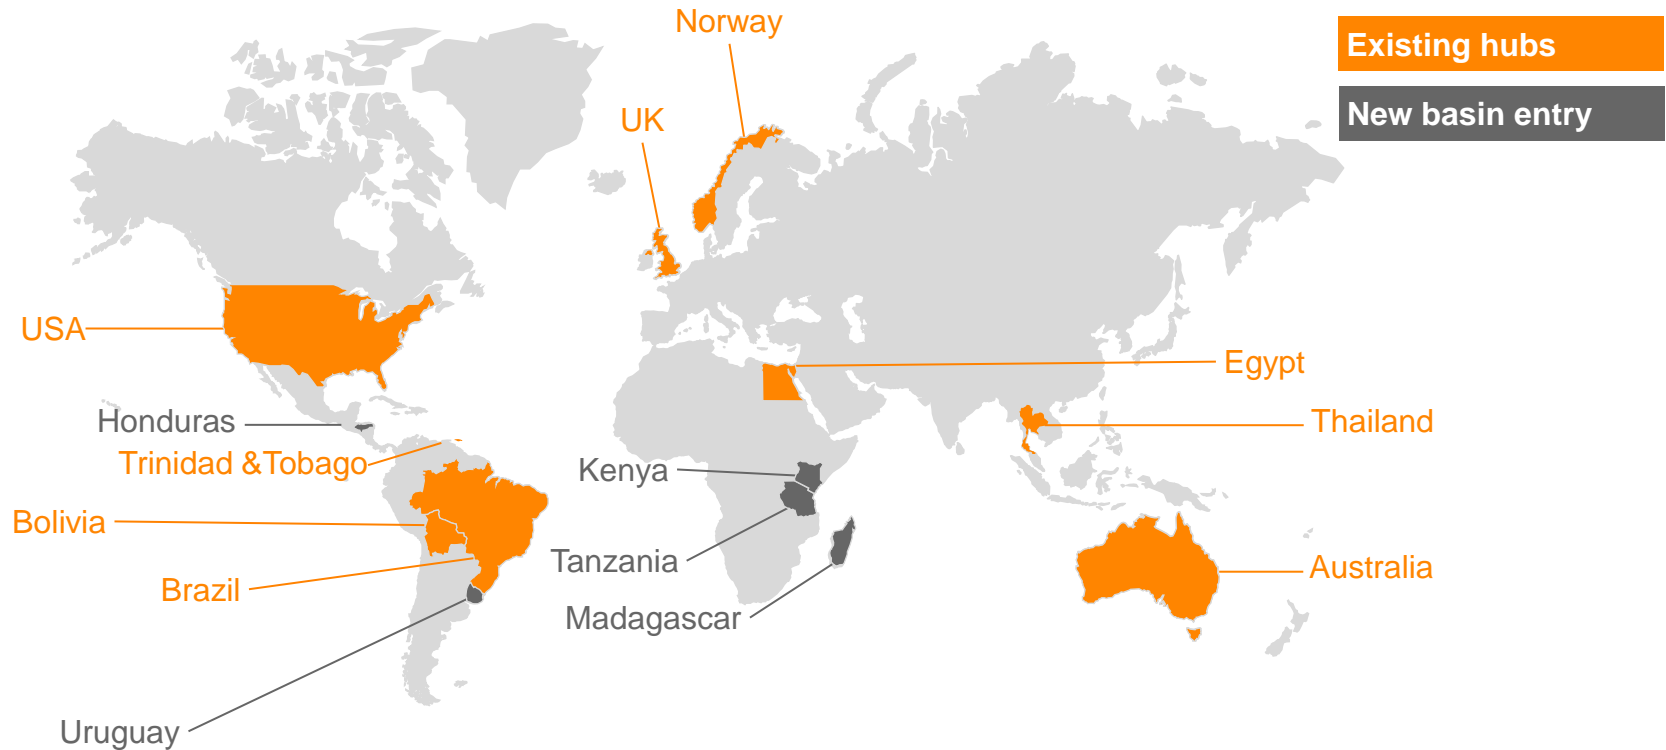 Norway
Existing hubs
New basin entry
UK
USA
Egypt
Honduras
Thailand
Trinidad &Tobago
Kenya
Bolivia
Tanzania
Australia
Brazil
Madagascar
Uruguay